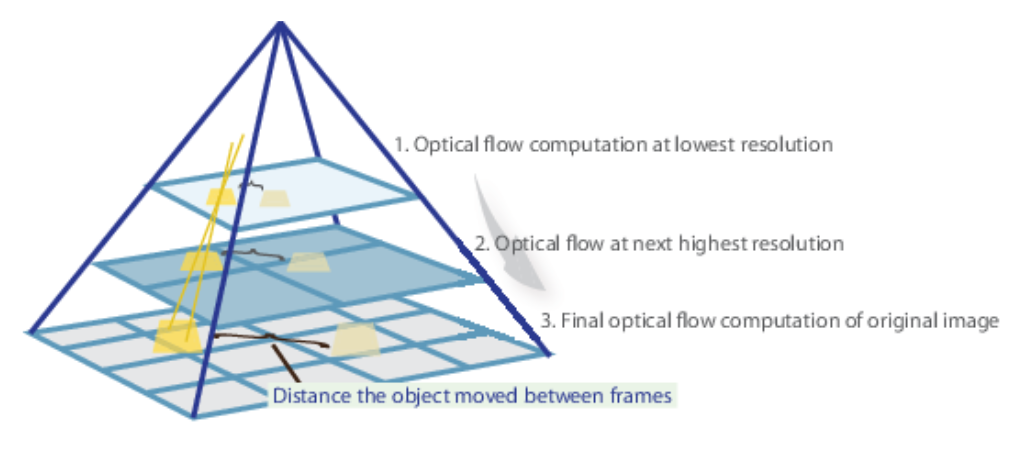 1. Optical flow computation at lowest resolution
2. Optical flow at next highest resolution
3. Final optical flow computation of original image
Distance the object moved between frames